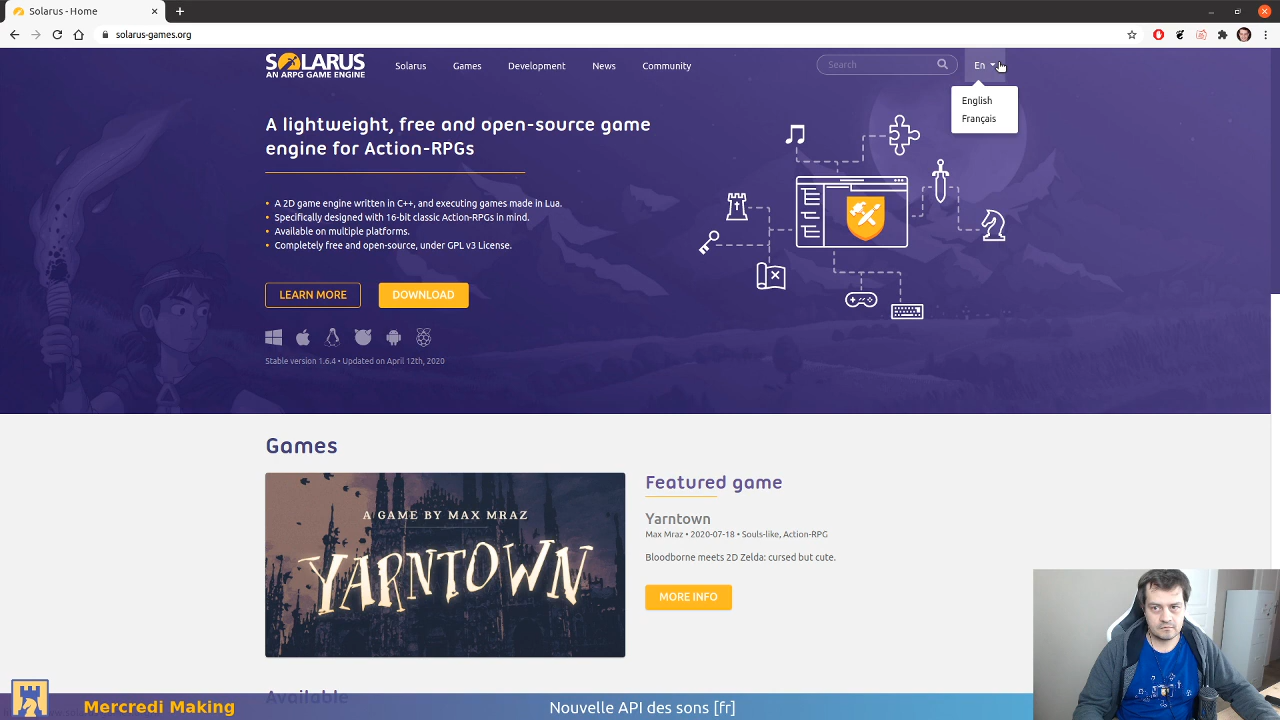 Solarus - Home
solarus-games.org
SOLARUS
AN ARPG GAME ENGINE
Solarus
Games
Development
News
Community
Search
En
English
Français
A lightweight, free and open-source game
engine for Action-RPGs
A 2D game engine written in C++, and executing games made in Lua.
Specifically designed with 16-bit classic Action-RPGs in mind.
Available on multiple platforms.
Completely free and open-source, under GPL v3 License.
LEARN MORE
DOWNLOAD
Stable version 1.6.4 • Updated on April 12th, 2020
Games
A GAME BY MAX MRAZ
YARNTOWN
Featured game
Yarntown
Max Mraz • 2020-07-18 • Souls-like, Action-RPG
Bloodborne meets 2D Zelda: cursed but cute.
MORE INFO
Available
Mercredi Making
Nouvelle API des sons [fr]